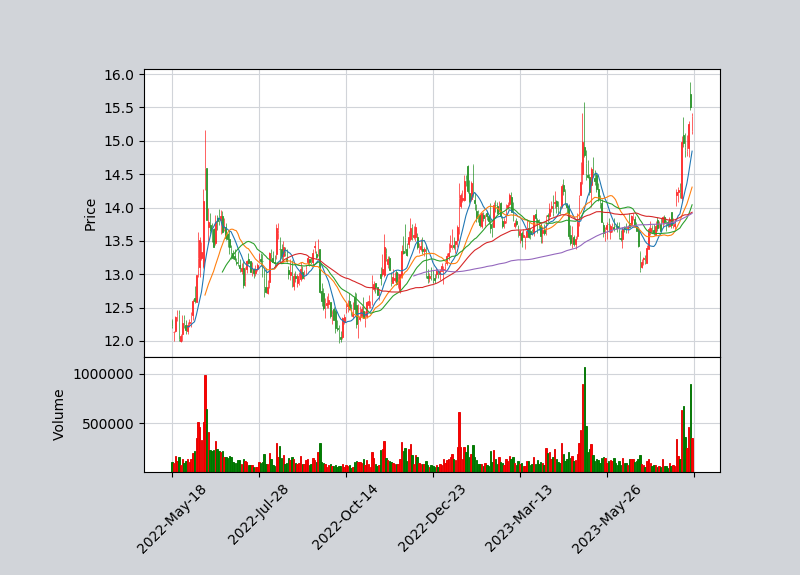 Price
16.0
15.5
15.0
14.5
14.0
13.5
13.0
12.5
12.0
Volume
1000000
500000
2022-May-18
2022-Jul-28
2022-Oct-14
2022-Dec-23
2023-Mar-13
2023-May-26